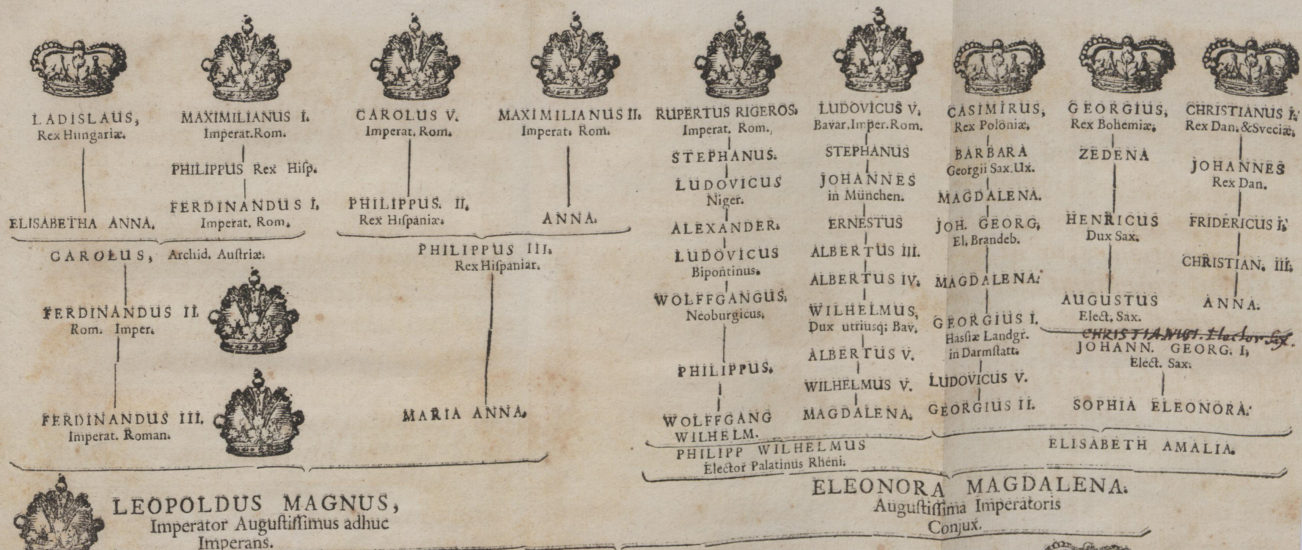 LADISLAUS,
Rex Hungariæ.
ELISABETHA ANNA.
MAXIMILIANUS I.
Imperat. Rom.
PHILIPPUS Rex Hisp.
FERDINANDUS I.
Imperat. Rom.
CAROLUS, Archid. Austriæ.
FERDINANDUS II.
Rom. Imper.
FERDINANDUS III.
Imperat. Roman.
CAROLUS V.
Imperat. Rom.
PHILIPPUS. II.
Rex Hispaniæ.
MAXIMILIANUS II.
Imperat. Rom.
ANNA.
PHILIPPUS III.
Rex Hispaniar.
MARIA ANNA.
LEOPOLDUS MAGNUS,
Imperator Augustissimus adhuc
Imperans.
RUPERTUS RIGEROS.
Imperat. Rom.
STEPHANUS.
LUDOVICUS
Niger.
ALEXANDER.
LUDOVICUS
Bipontinus.
WOLFFGANGUS,
Neoburgicus.
PHILIPPUS.
WOLFFGANG
WILHELM.
LUDOVICUS V.
Bavar. Imper. Rom.
STEPHANUS
JOHANNES
in München.
ERNESTUS
ALBERTUS III.
ALBERTUS IV.
WILHELMUS,
Dux utriusq; Bav.
ALBERTUS V.
WILHELMUS V.
MAGDALENA.
PHILIPP WILHELMUS
Elector Palatinus Rheni.
CASIMIRUS,
Rex Poloniæ,
BARBARA
Georgii Sax. Ux.
MAGDALENA.
JOH. GEORG,
El. Brandeb.
MAGDALENA.
GEORGIUS I.
Hassiæ Landgr.
in Darmstatt.
LUDOVICUS V.
GEORGIUS II.
GEORGIUS,
Rex Bohemiæ,
ZEDENA
HENRICUS
Dux Sax.
AUGUSTUS
Elect. Sax.
CHRISTIANUS I.
Rex Dan. & Sveciæ,
JOHANNES
Rex Dan.
FRIDERICUS I.
CHRISTIAN. III.
ANNA.
CHRISTIANUS I. Elector Sax.
JOHANN. GEORG. I,
Elect. Sax.
SOPHIA ELEONORA.
ELISABETH AMALIA.
ELEONORA MAGDALENA.
Augustissima Imperatoris
Conjux.